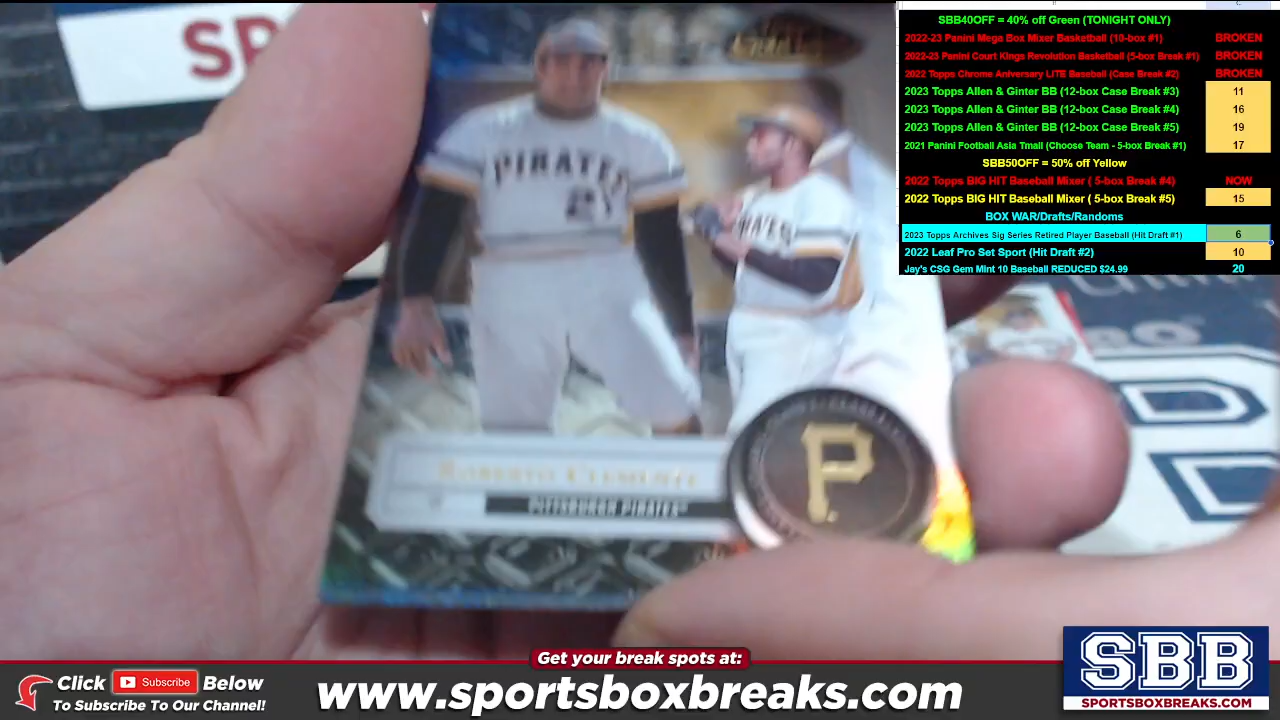 SB
SBB40OFF = 40% off Green (TONIGHT ONLY)
2022-23 Panini Mega Box Mixer Basketball (10-box #1) BROKEN
2022-23 Panini Court Kings Revolution Basketball (5-box Break #1) BROKEN
2022 Topps Chrome Aniversary LITE Baseball (Case Break #2) BROKEN
2023 Topps Allen & Ginter BB (12-box Case Break #3) 11
2023 Topps Allen & Ginter BB (12-box Case Break #4) 16
2023 Topps Allen & Ginter BB (12-box Case Break #5) 19
2021 Panini Football Asia Tmall (Choose Team - 5-box Break #1) 17
SBB50OFF = 50% off Yellow
2022 Topps BIG HIT Baseball Mixer ( 5-box Break #4) NOW
2022 Topps BIG HIT Baseball Mixer ( 5-box Break #5) 15
BOX WAR/Drafts/Randoms
2023 Topps Archives Sig Series Retired Player Baseball (Hit Draft #1) 6
2022 Leaf Pro Set Sport (Hit Draft #2) 10
Jay's CSG Gem Mint 10 Baseball REDUCED $24.99 20
PIRATES
21
ROBERTO CLEMENTE
PITTSBURGH PIRATES™
P
Get your break spots at:
Click Subscribe Below
To Subscribe To Our Channel!
www.sportsboxbreaks.com
SBB
SPORTSBOXBREAKS.COM